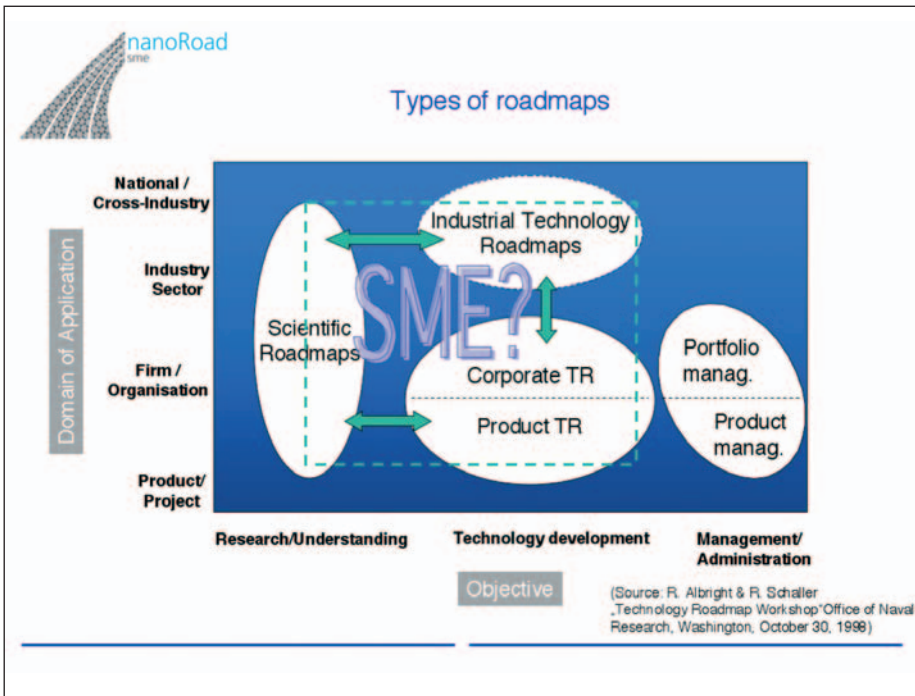 nanoRoad
sme
Types of roadmaps
National /
Cross-Industry
Industry
Sector
Firm /
Organisation
Product/
Project
Domain of Application
Scientific
Roadmaps
Industrial Technology
Roadmaps
SME?
Corporate TR
Product TR
Portfolio
manag.
Product
manag.
Research/Understanding
Technology development
Management/
Administration
Objective
(Source: R. Albright & R. Schaller
„Technology Roadmap Workshop"Office of Naval
Research, Washington, October 30, 1998)